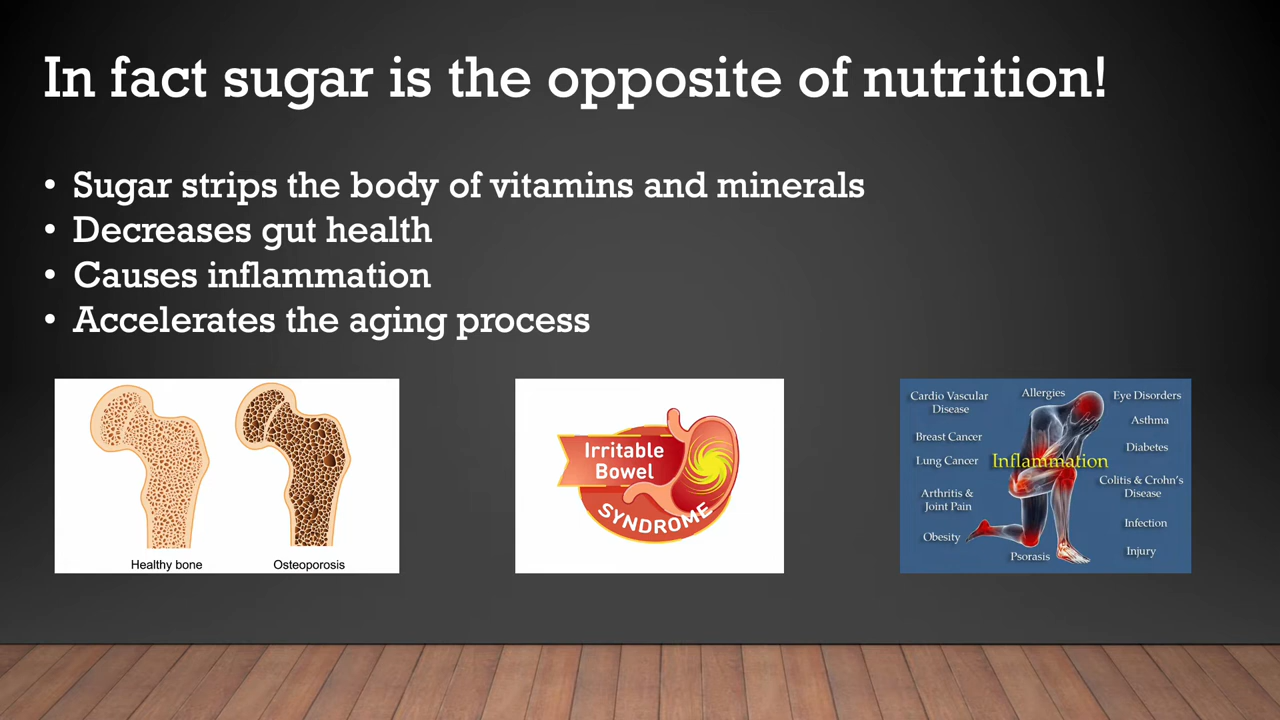 In fact sugar is the opposite of nutrition!
• Sugar strips the body of vitamins and minerals
• Decreases gut health
• Causes inflammation
• Accelerates the aging process
Healthy bone
Osteoporosis
Irritable
Bowel
SYNDROME
Cardio Vascular
Disease
Breast Cancer
Lung Cancer
Arthritis &
Joint Pain
Obesity
Allergies
Inflammation
Psorasis
Eye Disorders
Asthma
Diabetes
Colitis & Crohn's
Disease
Infection
Injury